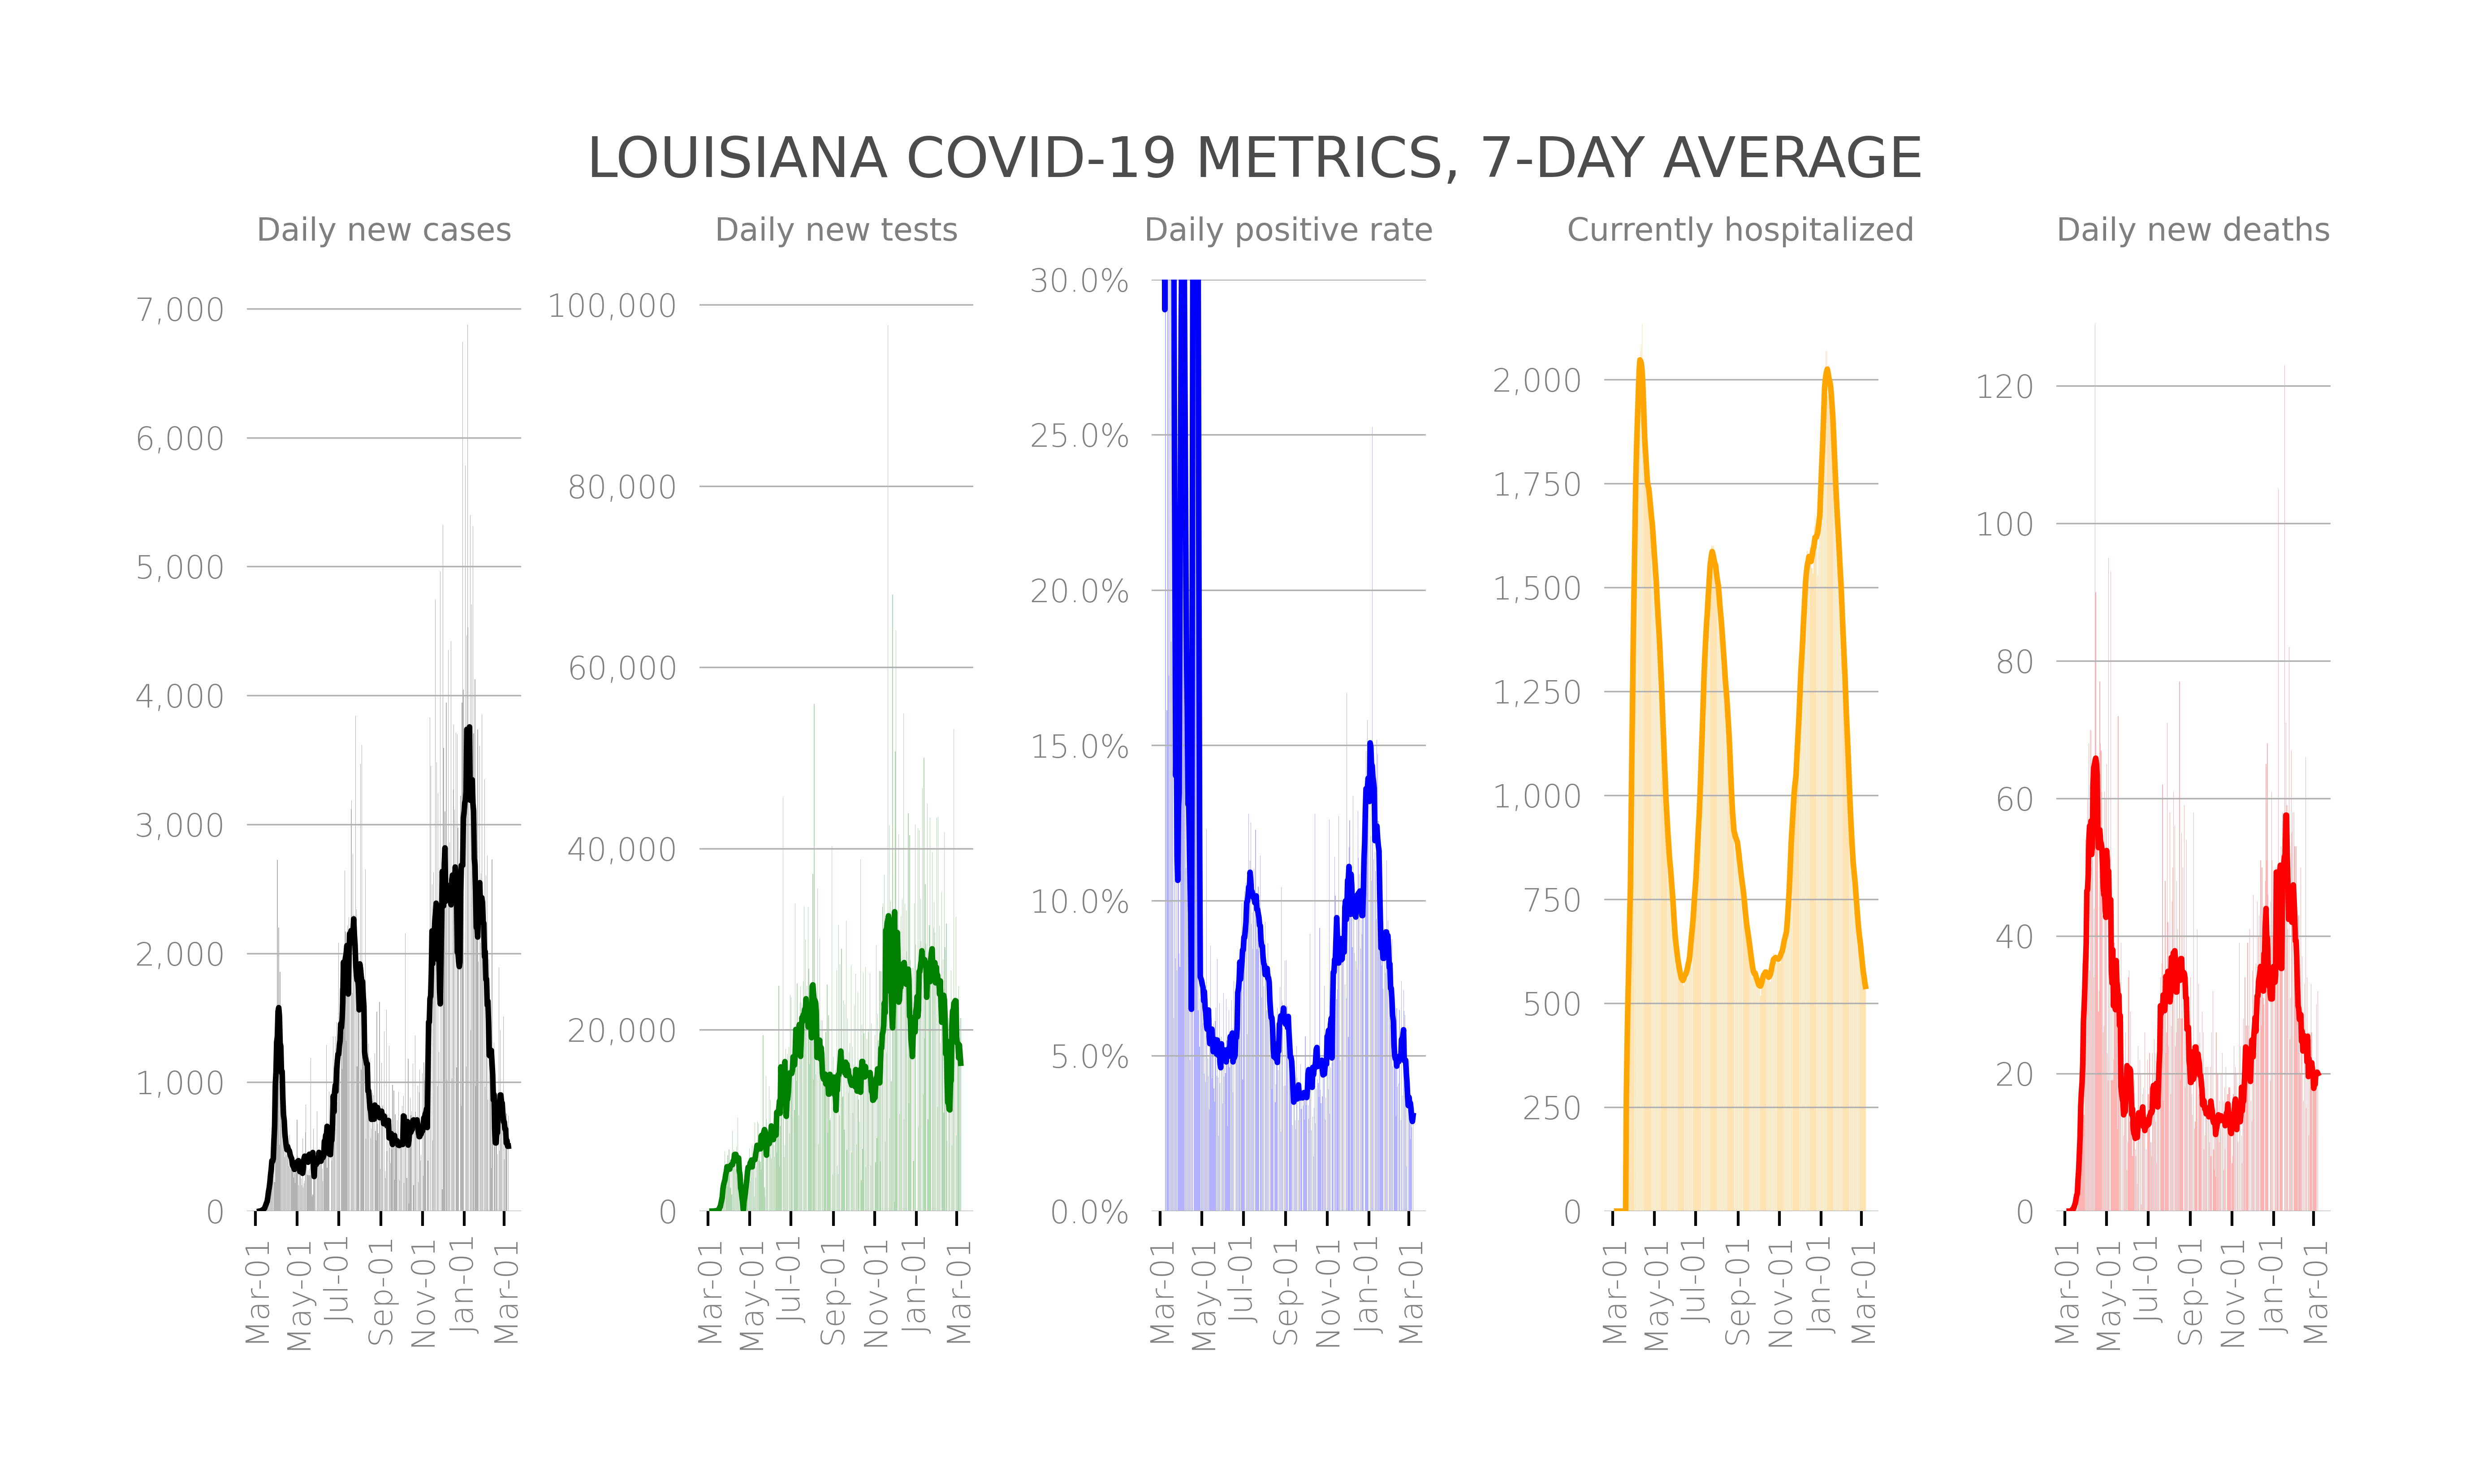 LOUISIANA COVID-19 METRICS, 7-DAY AVERAGE
Daily new cases
7,000
6,000
5,000
4,000
3,000
2,000
1,000
0
Mar-01
May-01
Jul-01
Sep-01
Nov-01
Jan-01
Mar-01
Daily new tests
100,000
80,000
60,000
40,000
20,000
0
Mar-01
May-01
Jul-01
Sep-01
Nov-01
Jan-01
Mar-01
Daily positive rate
30.0%
25.0%
20.0%
15.0%
10.0%
5.0%
0.0%
Mar-01
May-01
Jul-01
Sep-01
Nov-01
Jan-01
Mar-01
Currently hospitalized
2,000
1,750
1,500
1,250
1,000
750
500
250
0
Mar-01
May-01
Jul-01
Sep-01
Nov-01
Jan-01
Mar-01
Daily new deaths
120
100
80
60
40
20
0
Mar-01
May-01
Jul-01
Sep-01
Nov-01
Jan-01
Mar-01